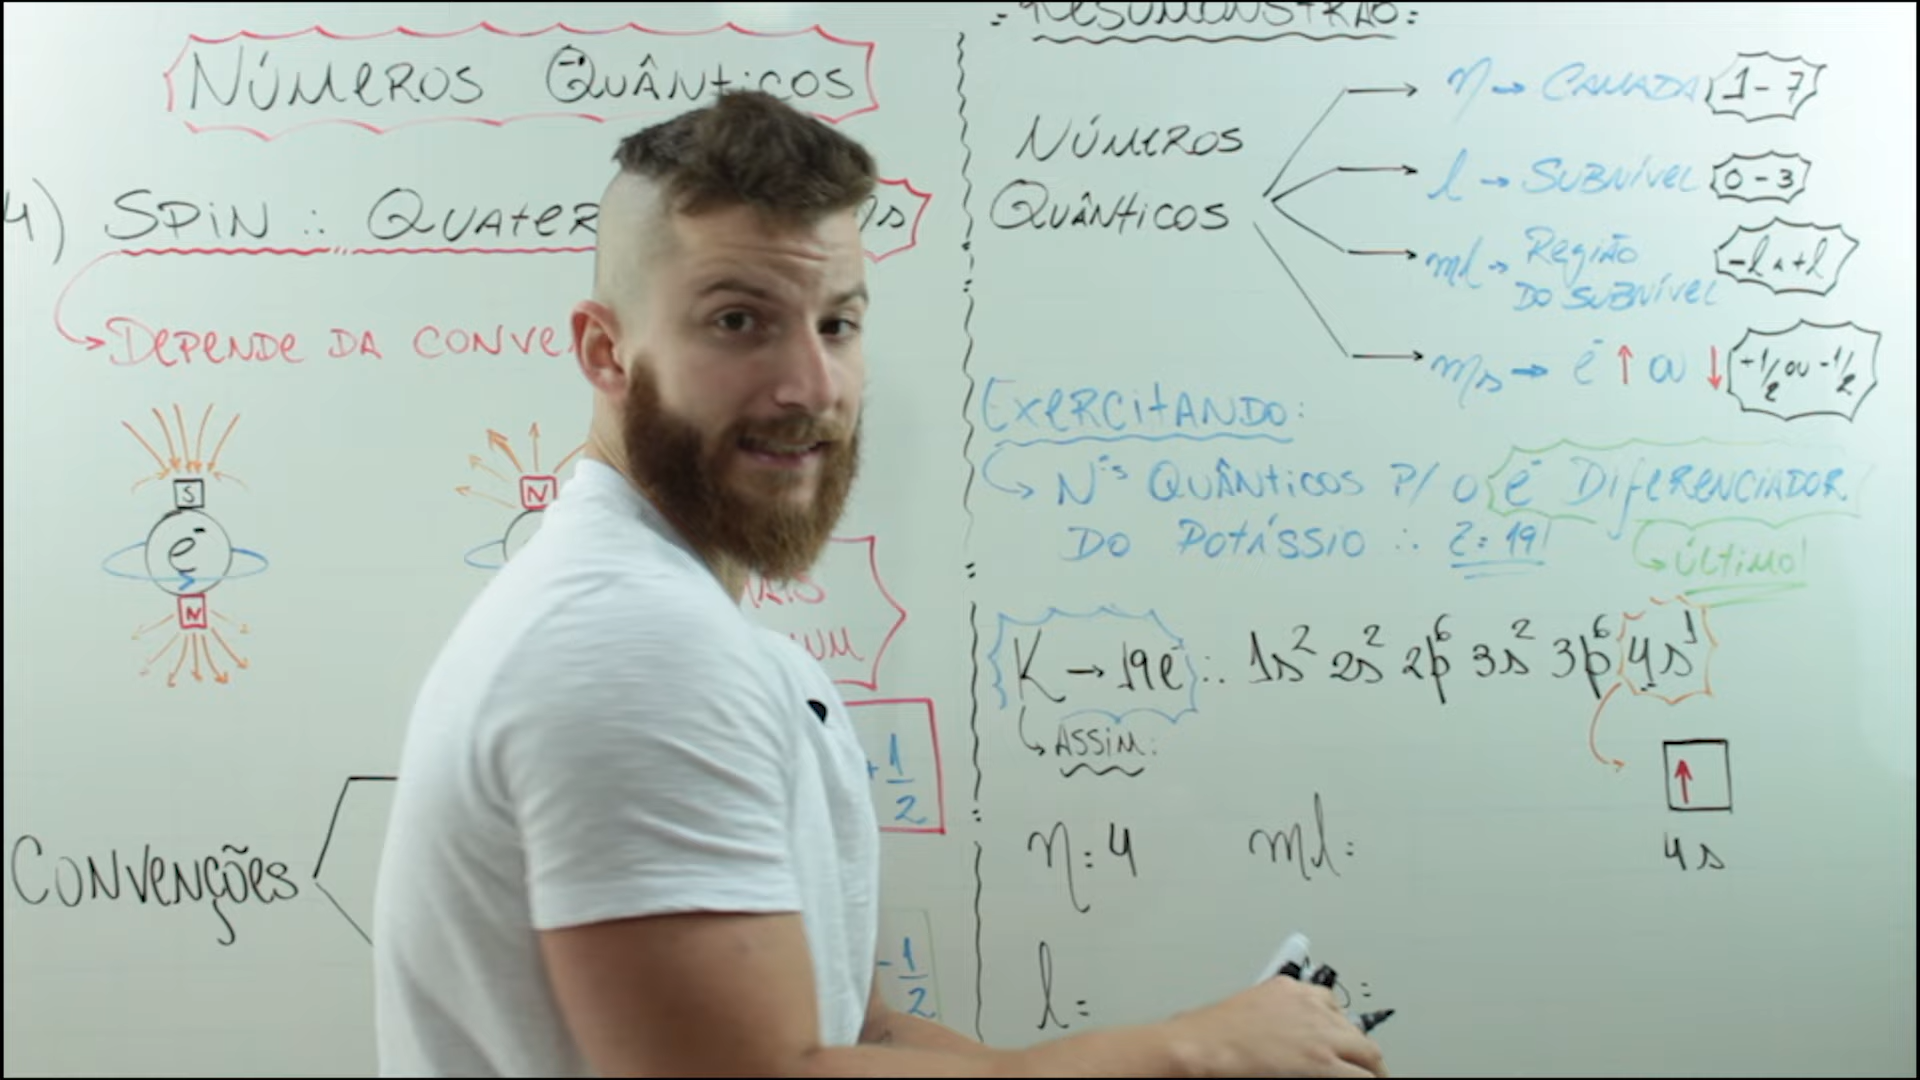 NÚMEROS QUÂNTICOS
4) SPIN ∴ QUATER
DEPENDE DA CONVE
S
e-
N
N
+1/2
CONVENÇÕES
-1/2
NÚMEROS
QUÂNTICOS
n → CAMADA 1-7
l → SUBNÍVEL 0-3
ml → REGIÃO
DO SUBNÍVEL -l a +l
ms → e- ↑ ou ↓ +1/2 ou -1/2
EXERCITANDO:
Nºs QUÂNTICOS P/ O e- DIFERENCIADOR
DO POTÁSSIO ∴ Z=19!
ÚLTIMO!
K → 19e- ∴ 1s² 2s² 2p⁶ 3s² 3p⁶ 4s¹
ASSIM:
↑
4s
n=4 ml=
l=